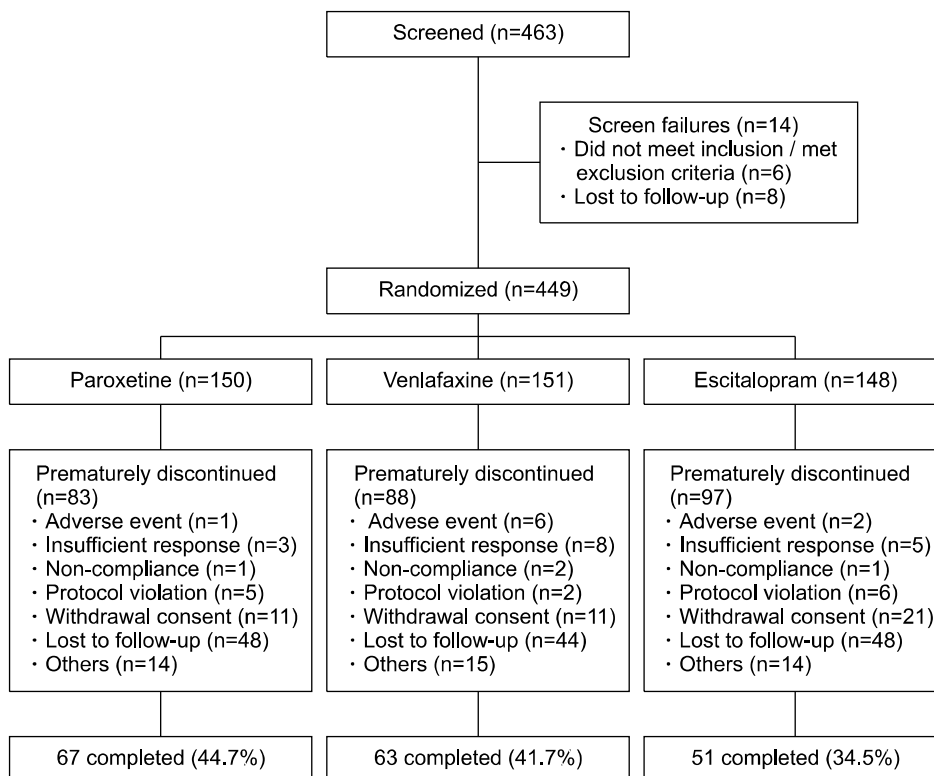 Screened (n=463)
Screen failures (n=14)
· Did not meet inclusion / met
exclusion criteria (n=6)
· Lost to follow-up (n=8)
Randomized (n=449)
Paroxetine (n=150)
Venlafaxine (n=151)
Escitalopram (n=148)
Prematurely discontinued
(n=83)
· Adverse event (n=1)
· Insufficient response (n=3)
· Non-compliance (n=1)
· Protocol violation (n=5)
· Withdrawal consent (n=11)
· Lost to follow-up (n=48)
· Others (n=14)
Prematurely discontinued
(n=88)
· Advese event (n=6)
· Insufficient response (n=8)
· Non-compliance (n=2)
· Protocol violation (n=2)
· Withdrawal consent (n=11)
· Lost to follow-up (n=44)
· Others (n=15)
Prematurely discontinued
(n=97)
· Adverse event (n=2)
· Insufficient response (n=5)
· Non-compliance (n=1)
· Protocol violation (n=6)
· Withdrawal consent (n=21)
· Lost to follow-up (n=48)
· Others (n=14)
67 completed (44.7%)
63 completed (41.7%)
51 completed (34.5%)